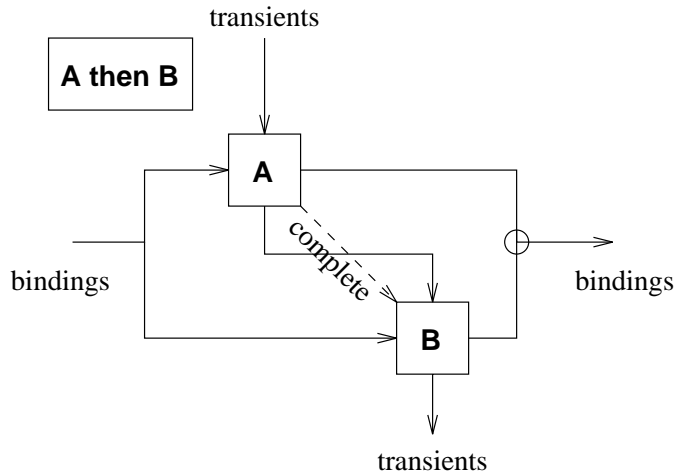 transients
A then B
A
complete
bindings
bindings
B
transients